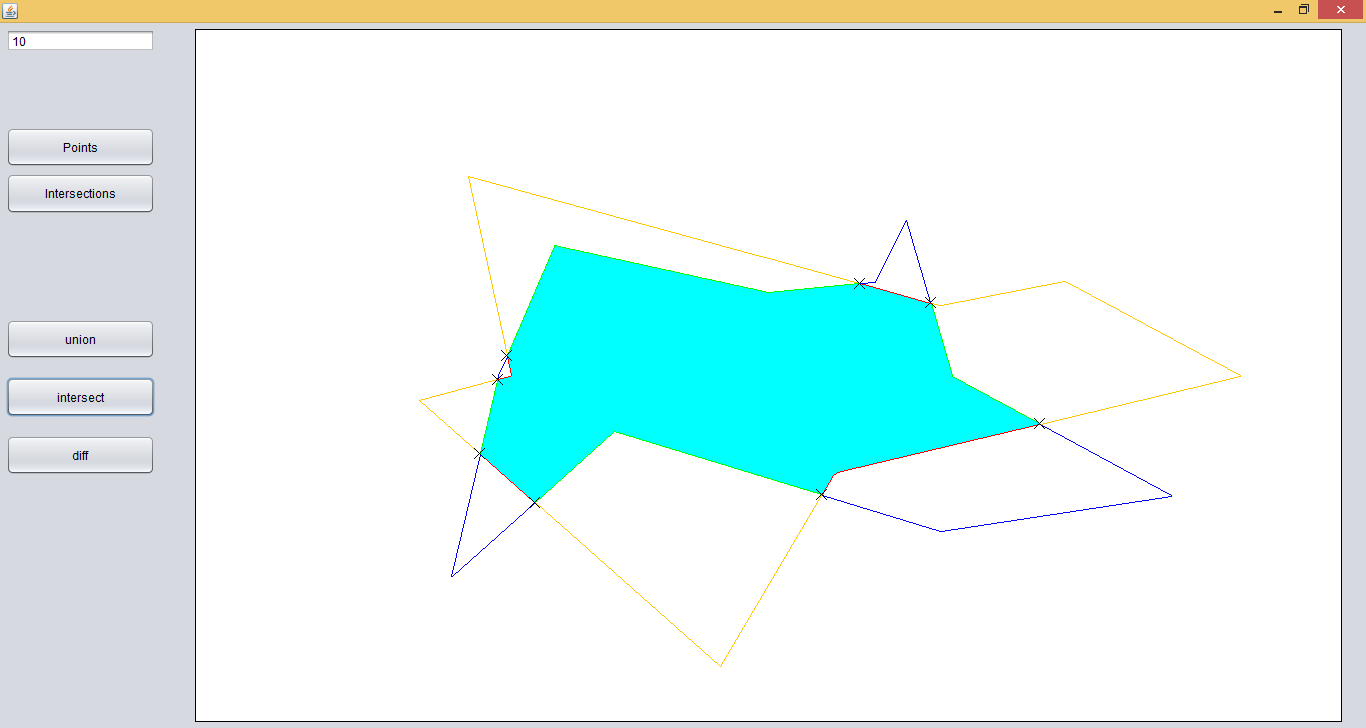 10
Points
Intersections
union
intersect
diff